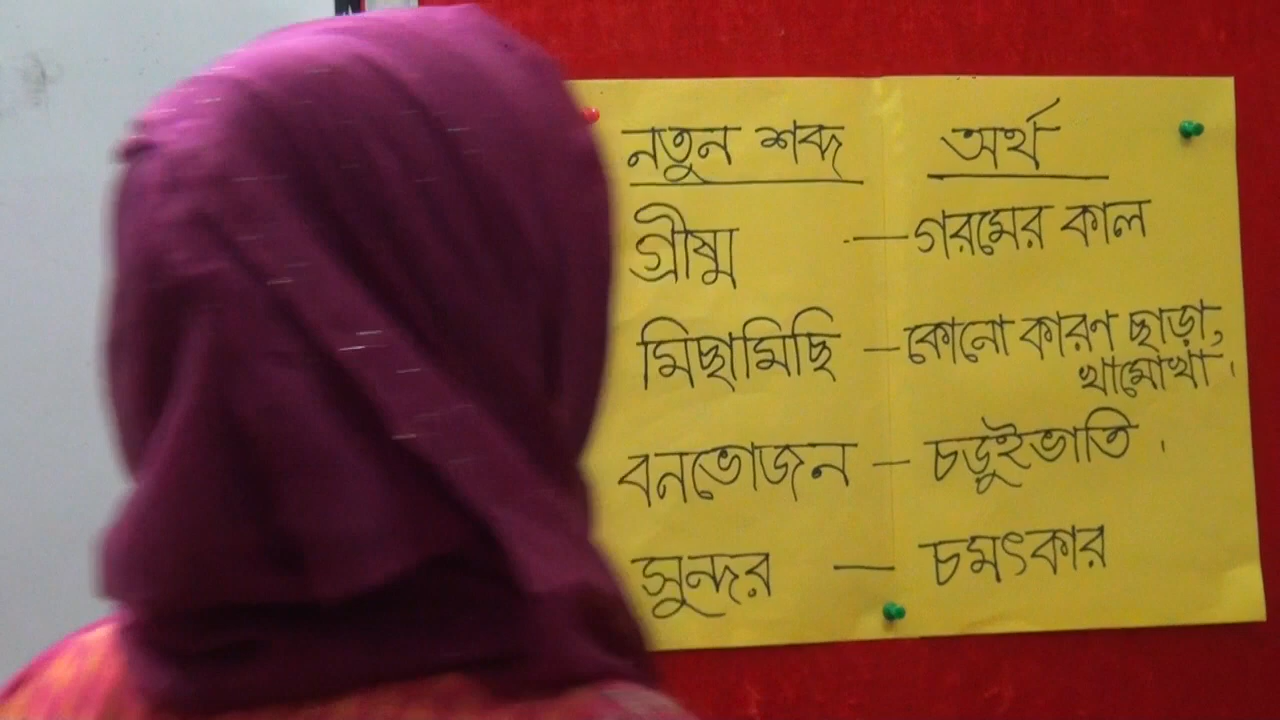 নতুন শব্দ অর্থ
গ্রীষ্ম — গরমের কাল
মিছামিছি — কোনো কারণ ছাড়া,
খামোখা।
বনভোজন — চড়ুইভাতি।
সুন্দর — চমৎকার